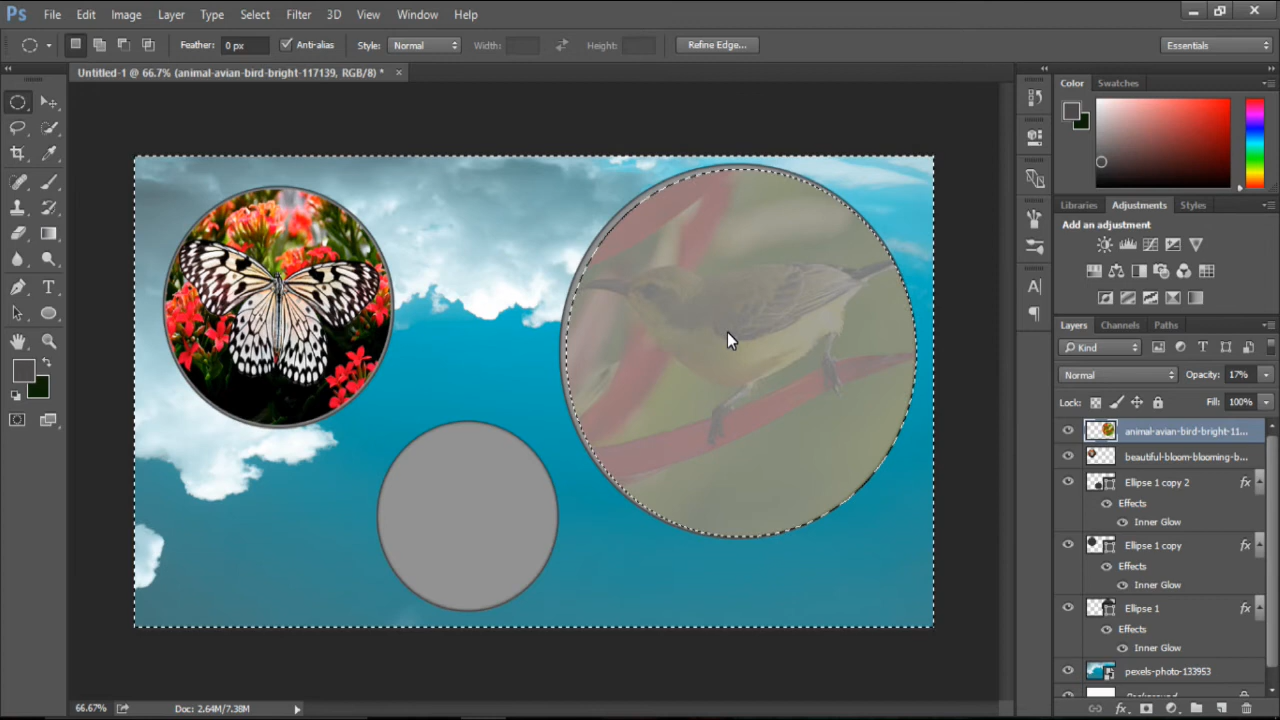 Ps File Edit Image Layer Type Select Filter 3D View Window Help
Feather: 0 px Anti-alias Style: Normal Width: Height: Refine Edge... Essentials
Untitled-1 @ 66.7% (animal-avian-bird-bright-117139, RGB/8) * ×
Color Swatches
Libraries Adjustments Styles
Add an adjustment
Layers Channels Paths
Kind
Normal Opacity: 17%
Lock: Fill: 100%
animal-avian-bird-bright-11...
beautiful-bloom-blooming-b...
Ellipse 1 copy 2 fx
Effects
Inner Glow
Ellipse 1 copy fx
Effects
Inner Glow
Ellipse 1 fx
Effects
Inner Glow
pexels-photo-133953
Background
66.67% Doc: 2.64M/7.38M